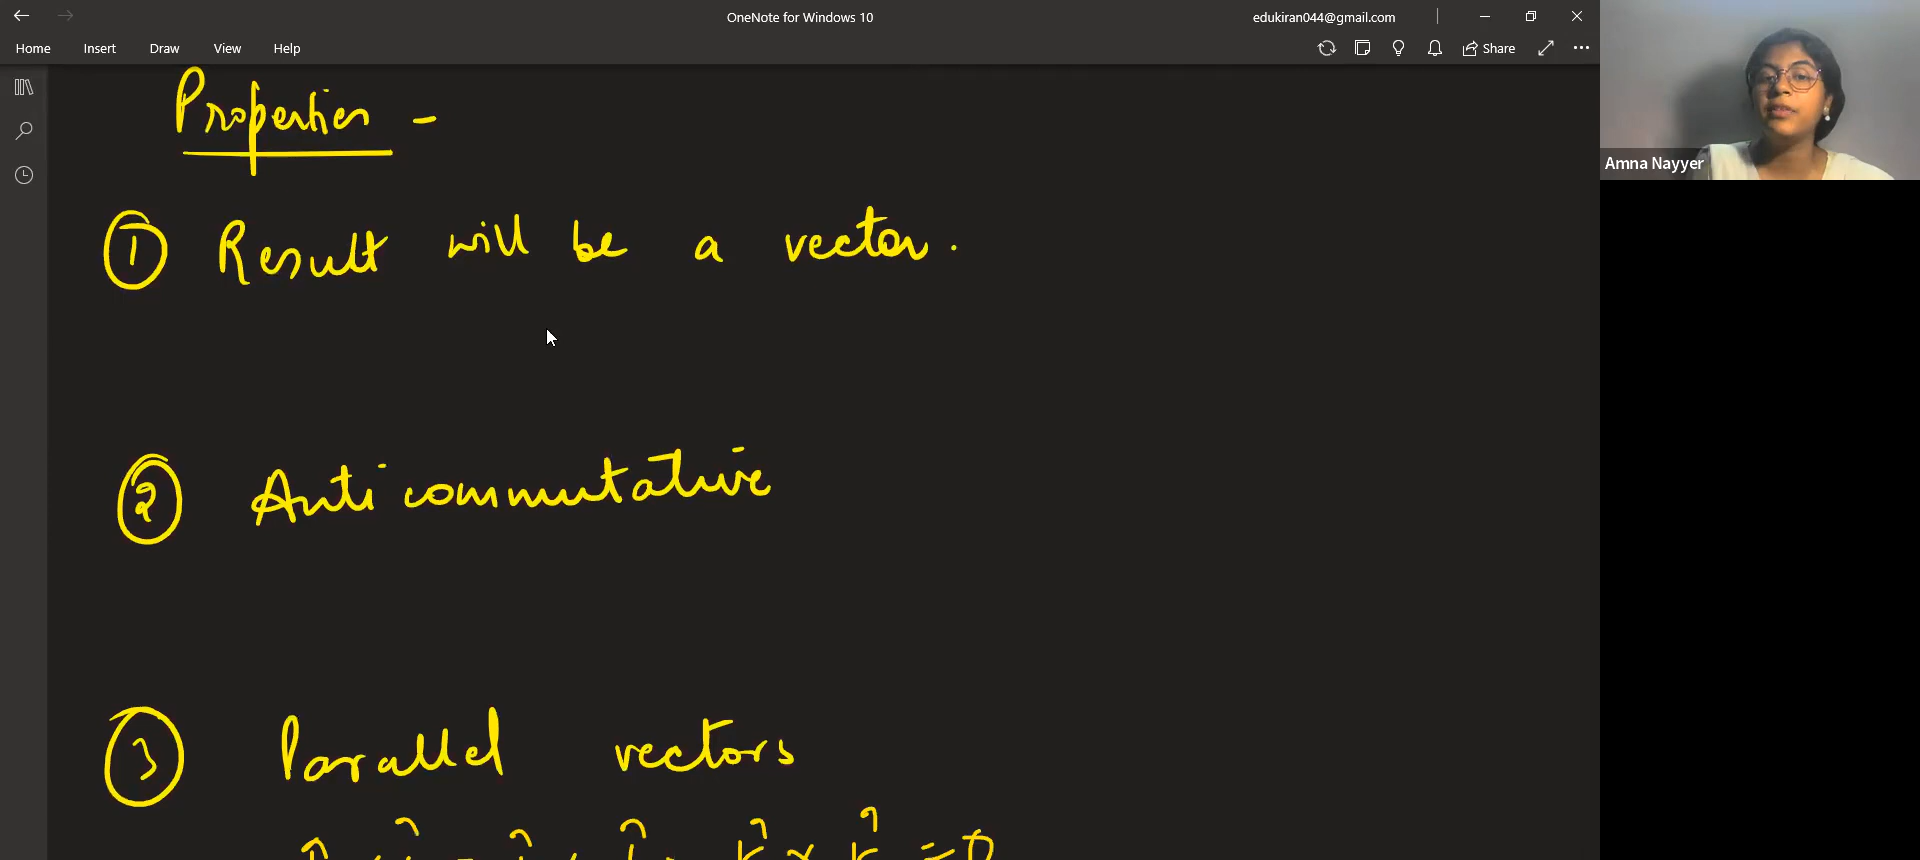 OneNote for Windows 10
edukiran044@gmail.com
Home Insert Draw View Help
Share
Amna Nayyer
Properties -
① Result will be a vector.
② Anti commutative
③ Parallel vectors
k̂ × k̂ = 0